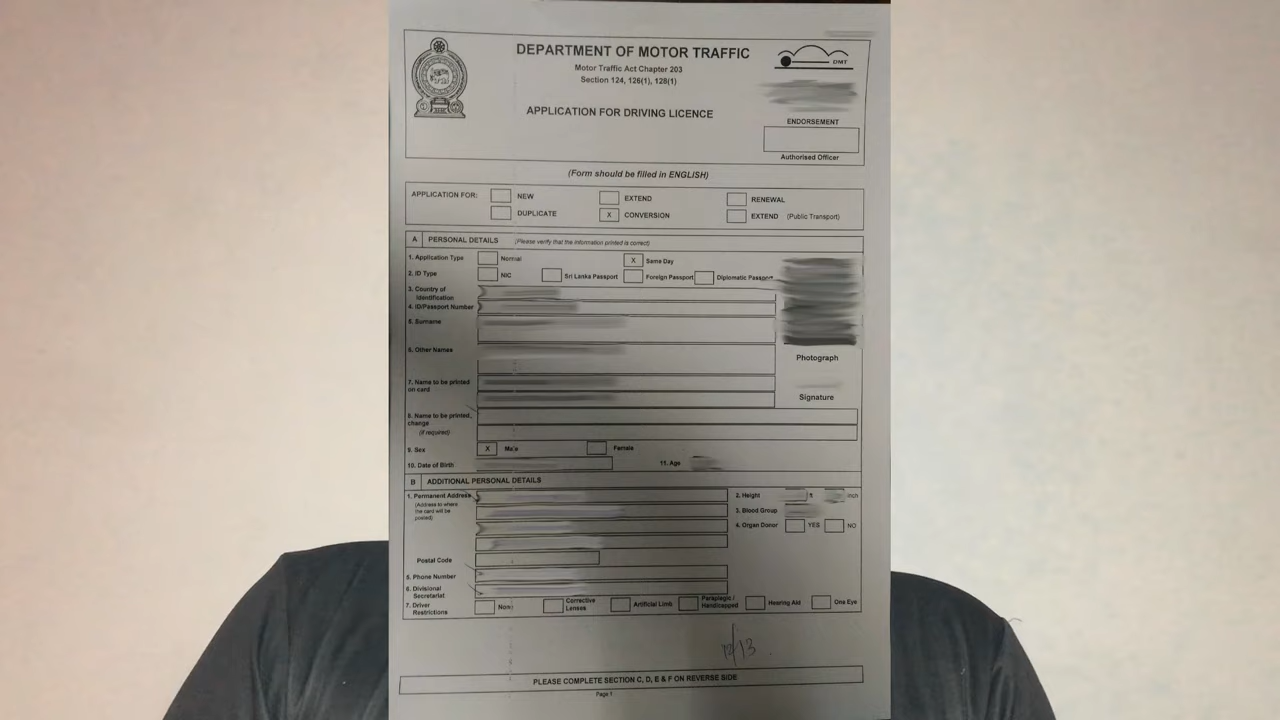 DEPARTMENT OF MOTOR TRAFFIC
Motor Traffic Act Chapter 203
Section 124, 126(1), 128(1)
DMT
APPLICATION FOR DRIVING LICENCE
ENDORSEMENT
Authorised Officer
(Form should be filled in ENGLISH)
APPLICATION FOR: NEW EXTEND RENEWAL
DUPLICATE X CONVERSION EXTEND (Public Transport)
A PERSONAL DETAILS (Please verify that the information printed is correct)
1. Application Type Normal X Same Day
2. ID Type NIC Sri Lanka Passport Foreign Passport Diplomatic Passport
3. Country of
Identification
4. ID/Passport Number
5. Surname
6. Other Names
Photograph
7. Name to be printed
on card
Signature
8. Name to be printed,
change
(if required)
9. Sex X Male Female
10. Date of Birth 11. Age
B ADDITIONAL PERSONAL DETAILS
1. Permanent Address 2. Height ft inch
(Address to where
the card will be
posted)
3. Blood Group
4. Organ Donor YES NO
Postal Code
5. Phone Number
6. Divisional
Secretariat
7. Driver
Restrictions
None Corrective
Lenses Artificial Limb Paraplegic /
Handicapped Hearing Aid One Eye
PLEASE COMPLETE SECTION C, D, E & F ON REVERSE SIDE
Page 1